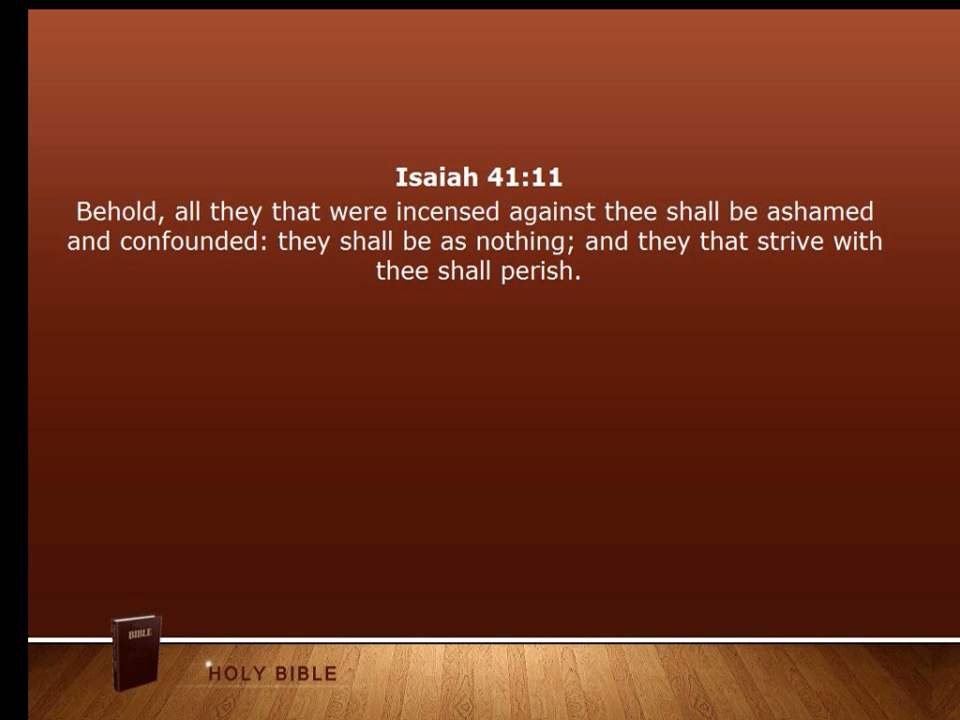 Isaiah 41:11
Behold, all they that were incensed against thee shall be ashamed
and confounded: they shall be as nothing; and they that strive with
thee shall perish.
BIBLE
HOLY BIBLE